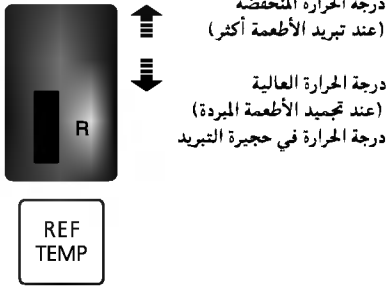 درجة الحرارة المنخفضة
(عند تبريد الأطعمة أكثر)
درجة الحرارة العالية
(عند تجميد الأطعمة المبردة)
درجة الحرارة في حجيرة التبريد
R
REF
TEMP